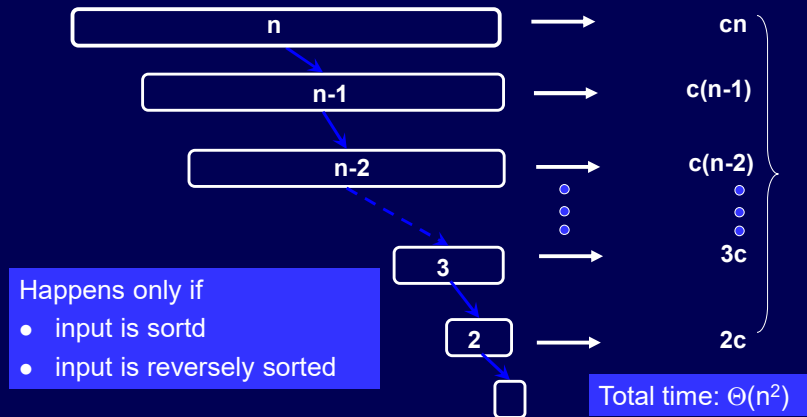 n
cn
n-1
c(n-1)
n-2
c(n-2)
3
3c
Happens only if
● input is sortd
● input is reversely sorted
2
2c
Total time: Θ(n²)